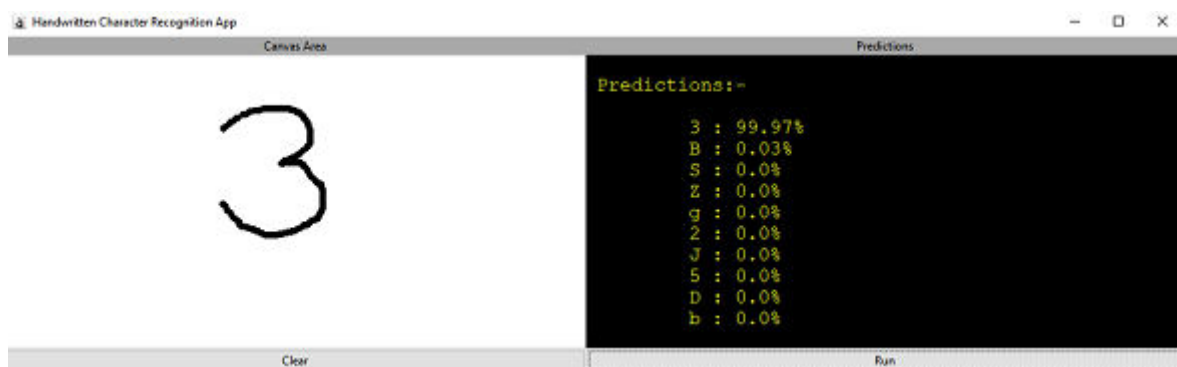 Handwritten Character Recognition App
Canvas Area
Predictions
3
Predictions:-
3 : 99.97%
B : 0.03%
S : 0.0%
Z : 0.0%
g : 0.0%
2 : 0.0%
J : 0.0%
5 : 0.0%
D : 0.0%
b : 0.0%
Clear
Run